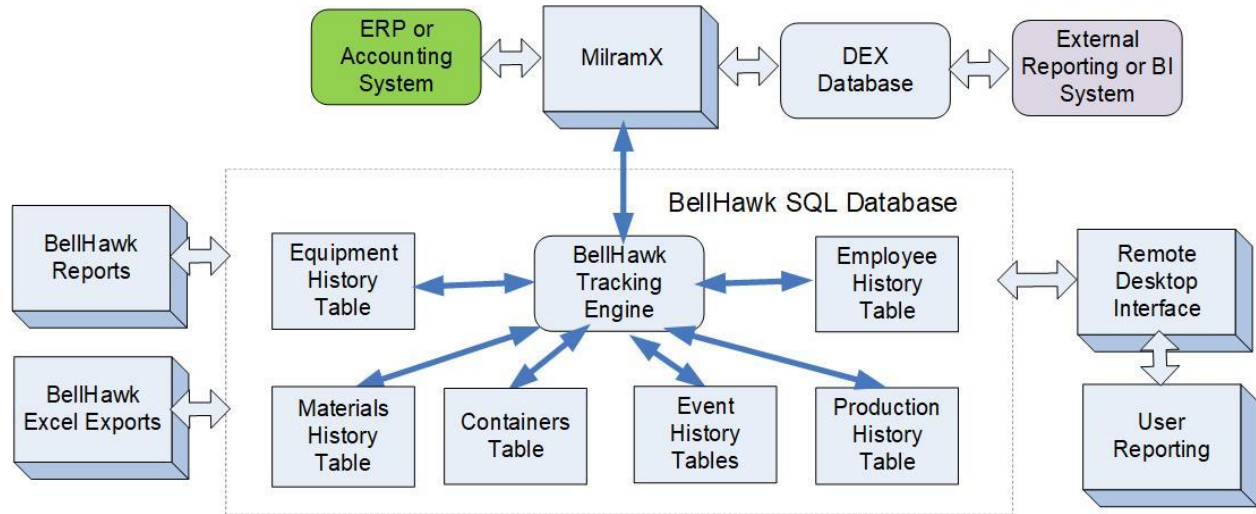 ERP or
Accounting
System
MilramX
DEX
Database
External
Reporting or BI
System
BellHawk SQL Database
BellHawk
Reports
Equipment
History
Table
BellHawk
Tracking
Engine
Employee
History
Table
Remote
Desktop
Interface
BellHawk
Excel Exports
Materials
History
Table
Containers
Table
Event
History
Tables
Production
History
Table
User
Reporting